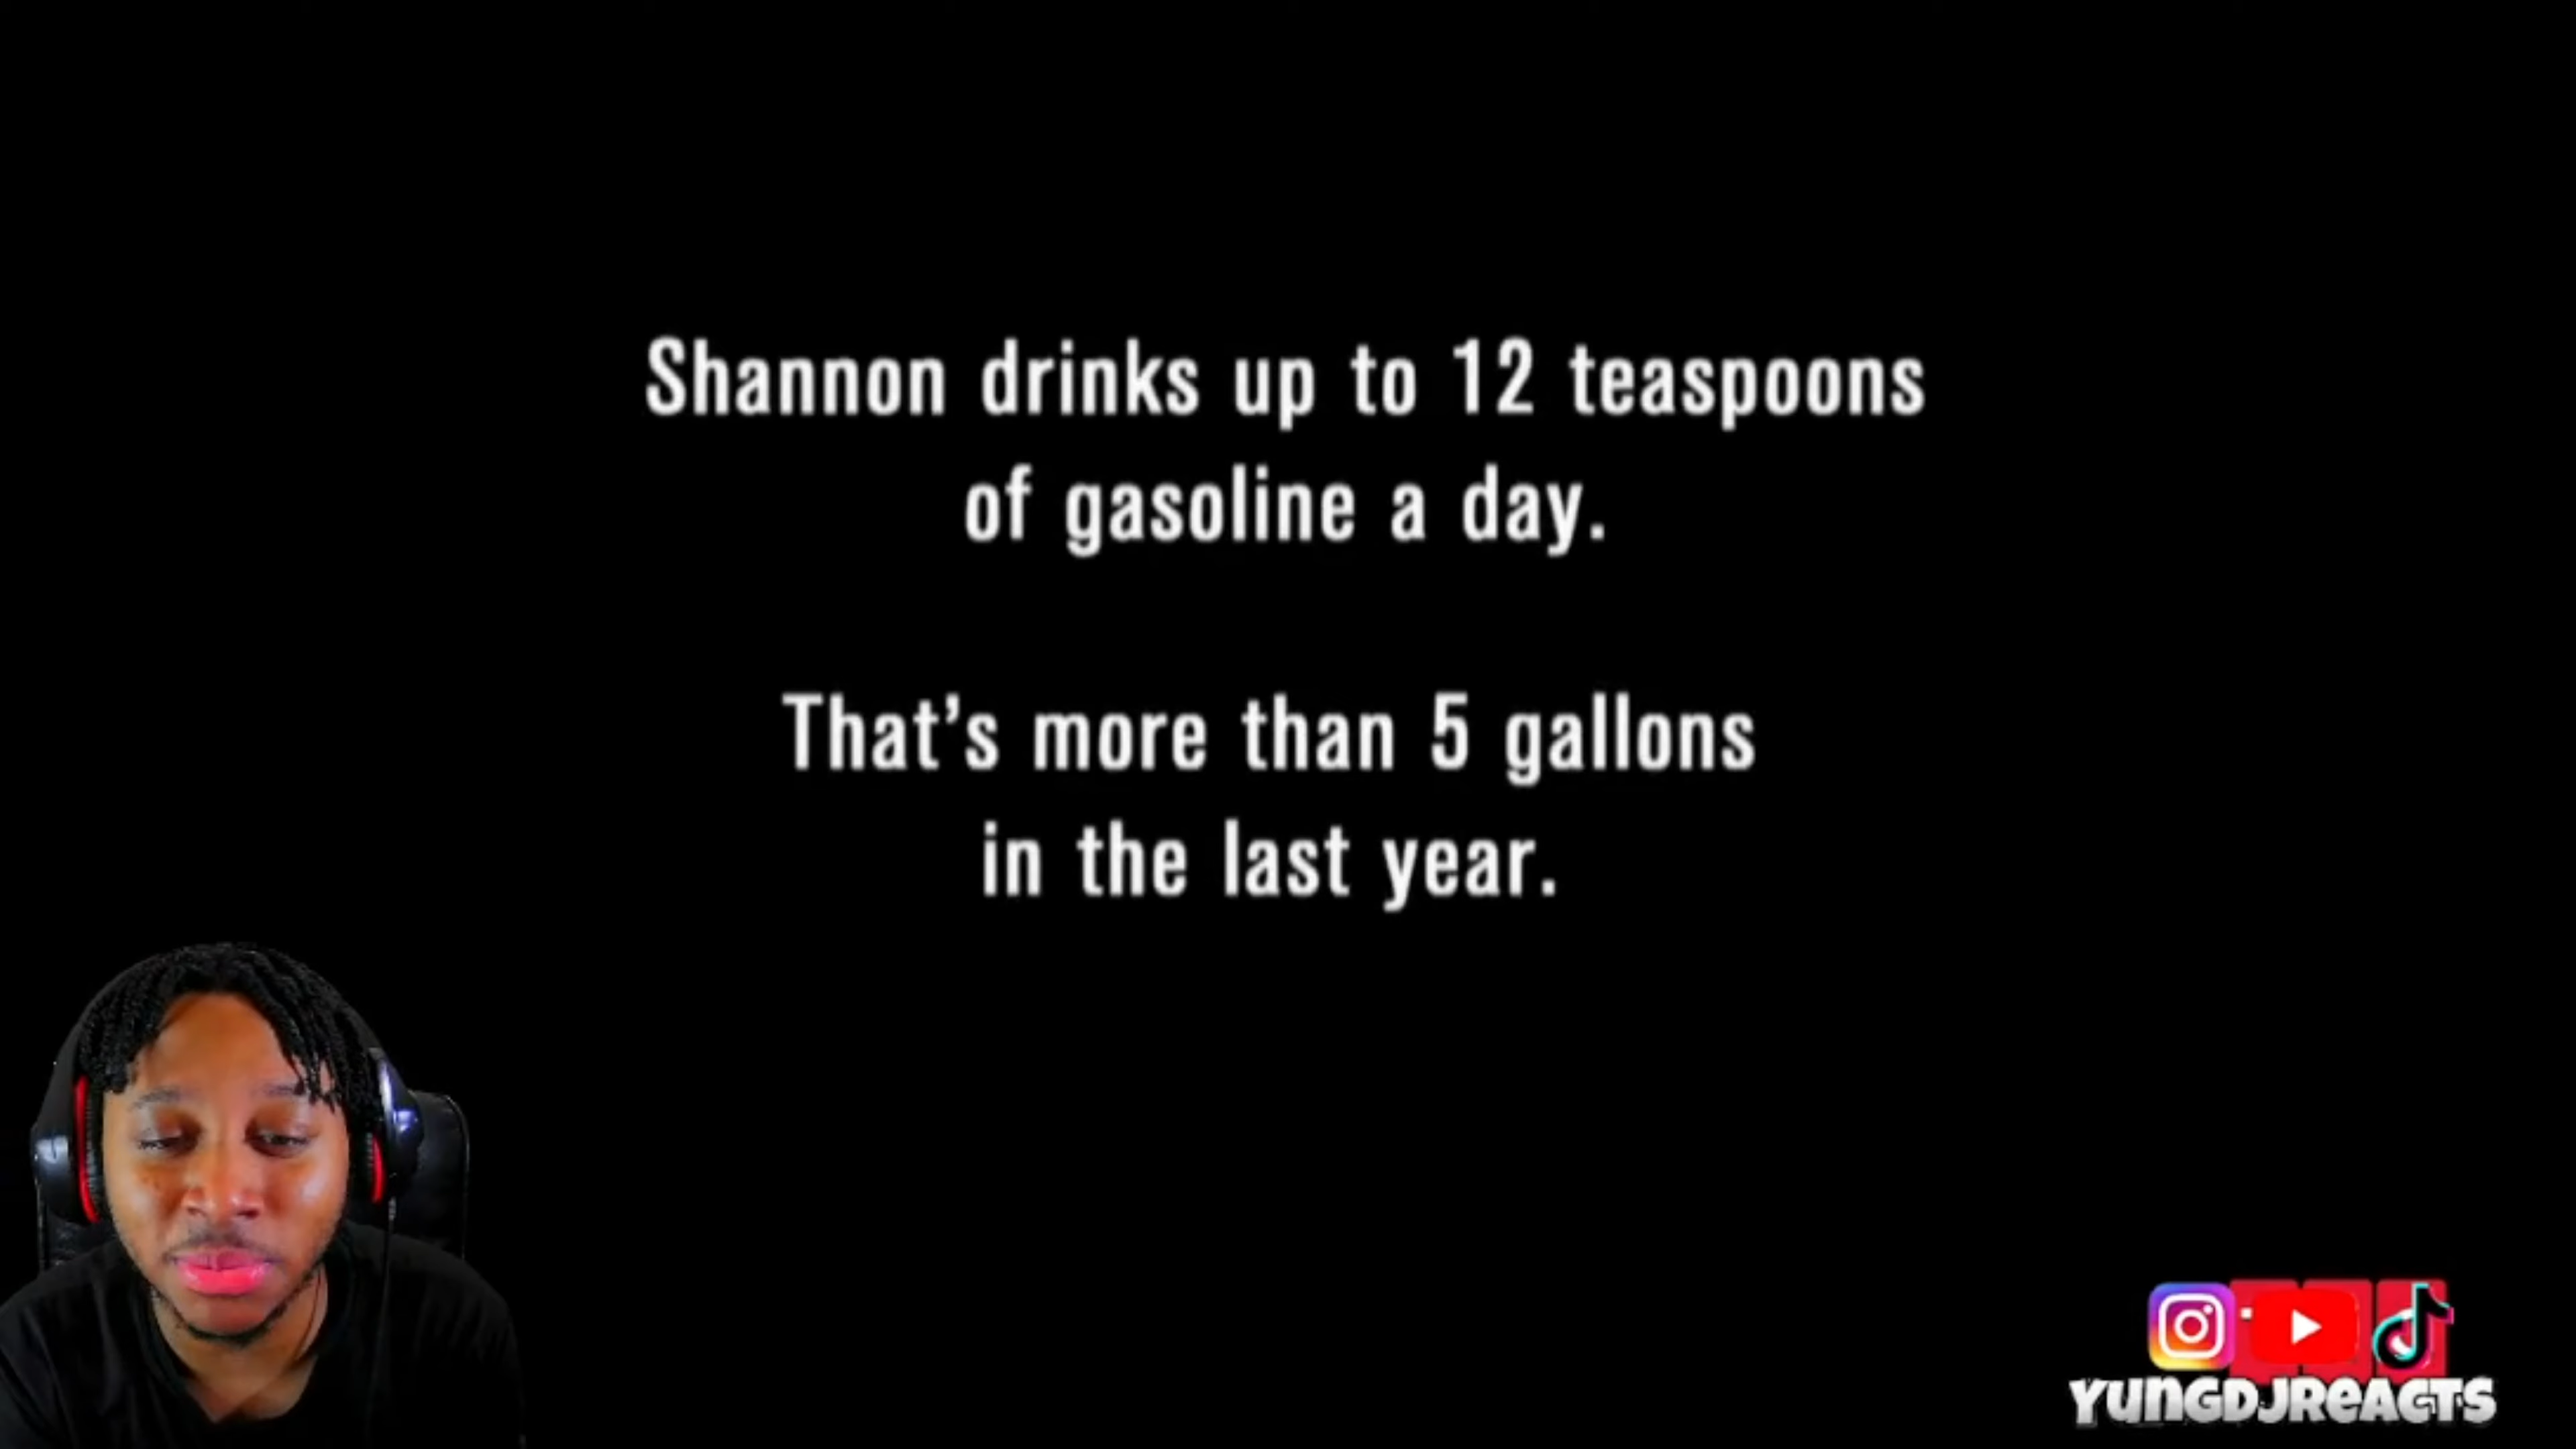 Shannon drinks up to 12 teaspoons
of gasoline a day.
That's more than 5 gallons
in the last year.
YUNGDJREACTS